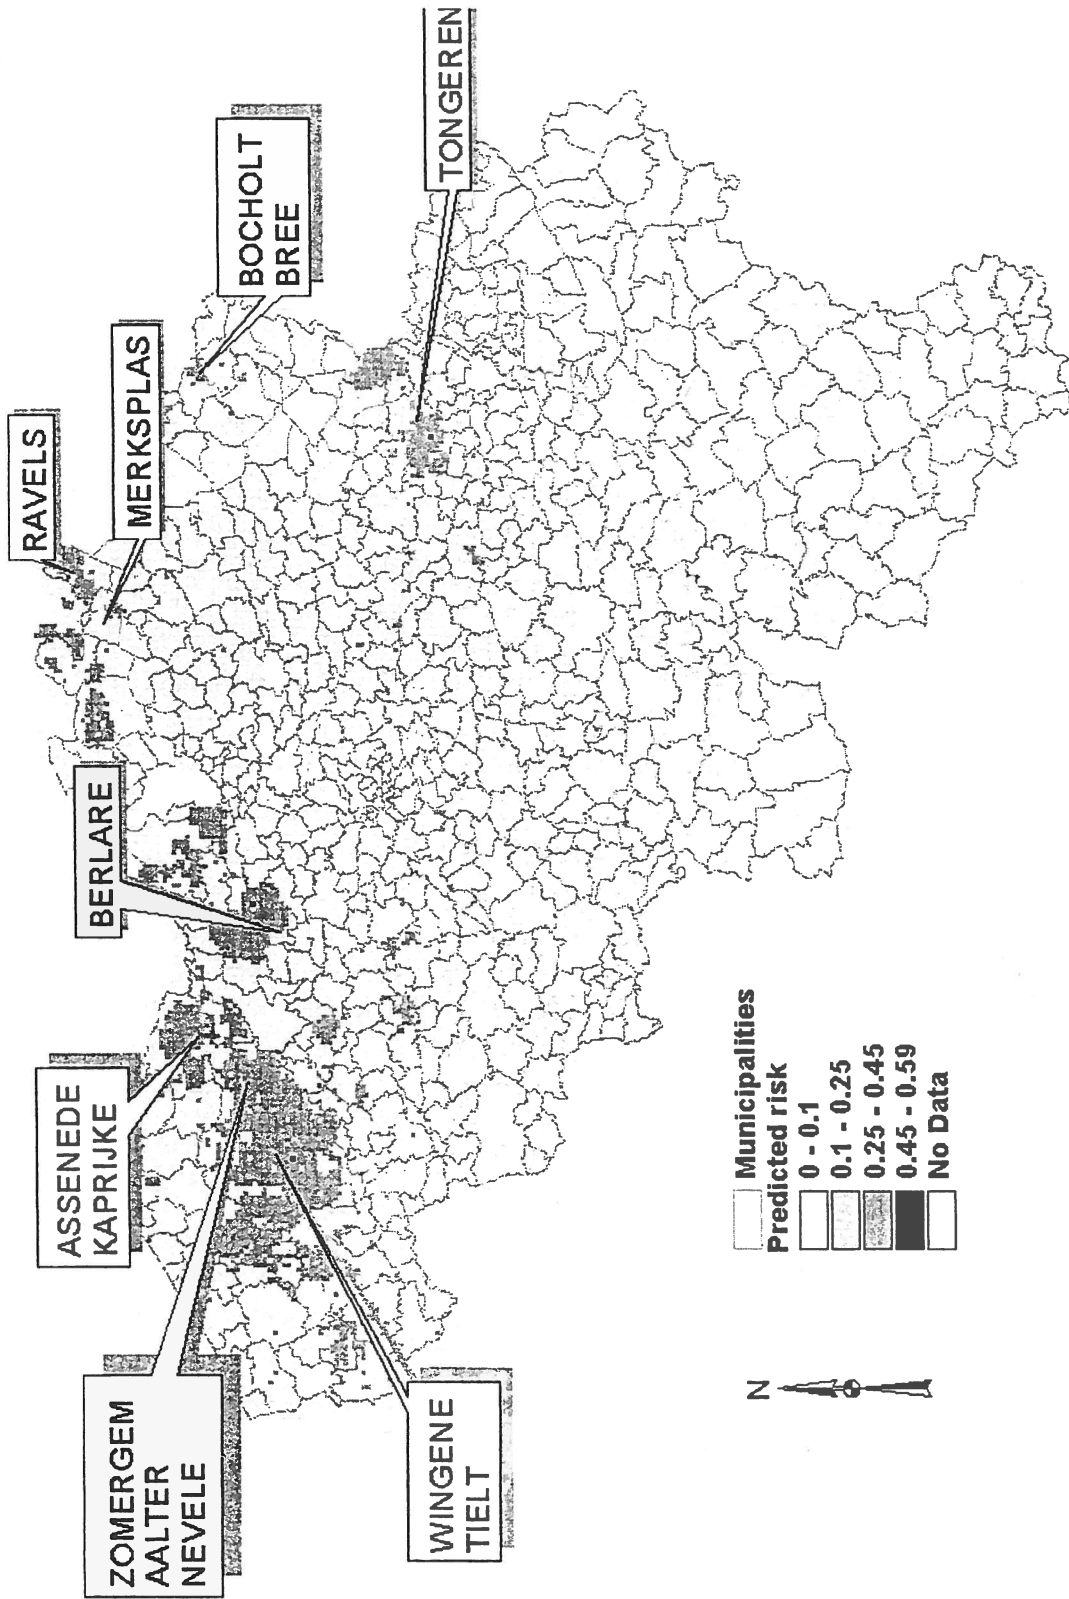 RAVELS
MERKSPLAS
BOCHOLT
BREE
TONGEREN
BERLARE
ASSENEDE
KAPRIJKE
ZOMERGEM
AALTER
NEVELE
WINGENE
TIELT
N
Municipalities
Predicted risk
0 - 0.1
0.1 - 0.25
0.25 - 0.45
0.45 - 0.59
No Data